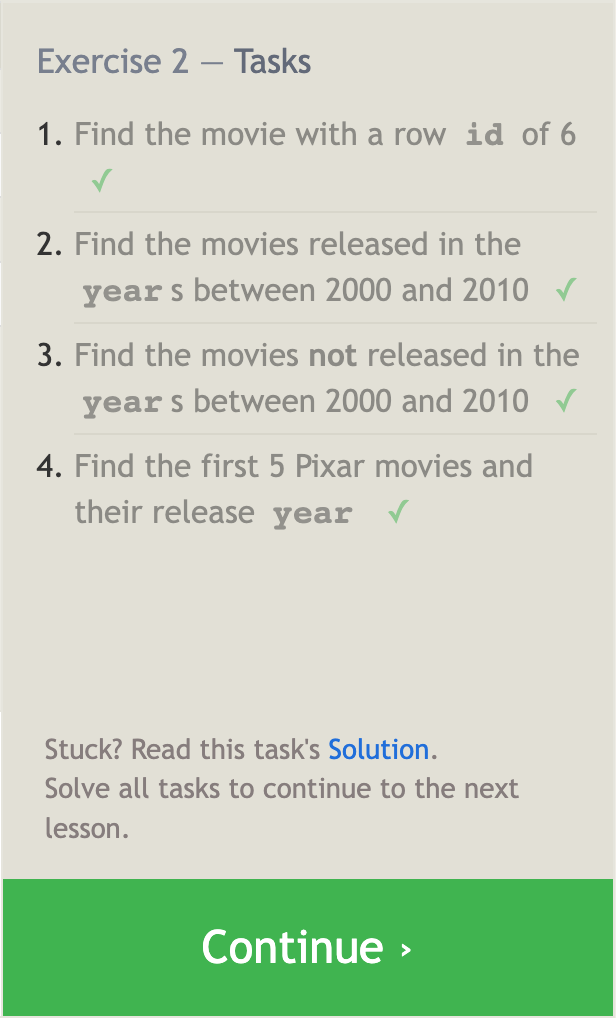 Exercise 2 — Tasks
1. Find the movie with a row id of 6
✓
2. Find the movies released in the
years between 2000 and 2010 ✓
3. Find the movies not released in the
years between 2000 and 2010 ✓
4. Find the first 5 Pixar movies and
their release year ✓
Stuck? Read this task's Solution.
Solve all tasks to continue to the next
lesson.
Continue ›